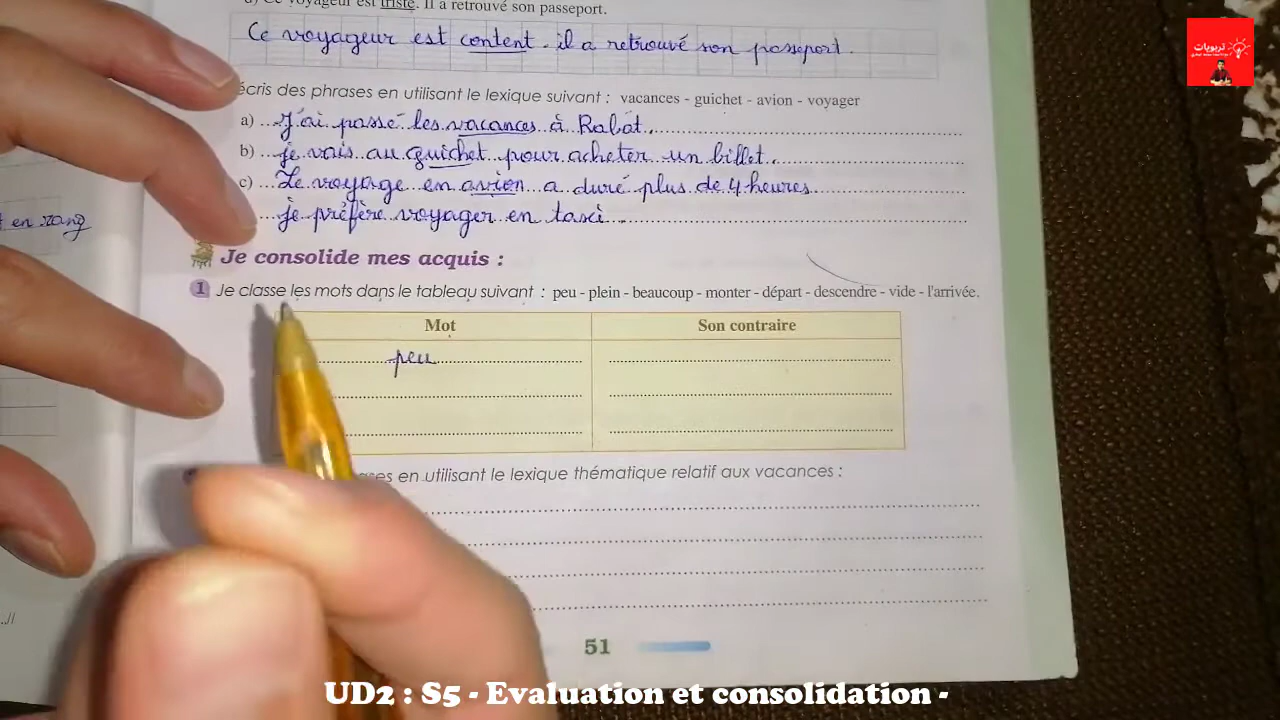 Ce voyageur est triste. Il a retrouvé son passeport.
Ce voyageur est content. il a retrouvé son passeport.
écris des phrases en utilisant le lexique suivant : vacances - guichet - avion - voyager
a) J'ai passé les vacances à Rabat.
b) je vais au guichet pour acheter un billet.
c) Le voyage en avion a duré plus de 4 heures
je préfère voyager en taxi
t en rang
Je consolide mes acquis :
1 Je classe les mots dans le tableau suivant : peu - plein - beaucoup - monter - départ - descendre - vide - l'arrivée.
Mot Son contraire
peu
en utilisant le lexique thématique relatif aux vacances :
51
تربويات
UD2 : S5 - Evaluation et consolidation -